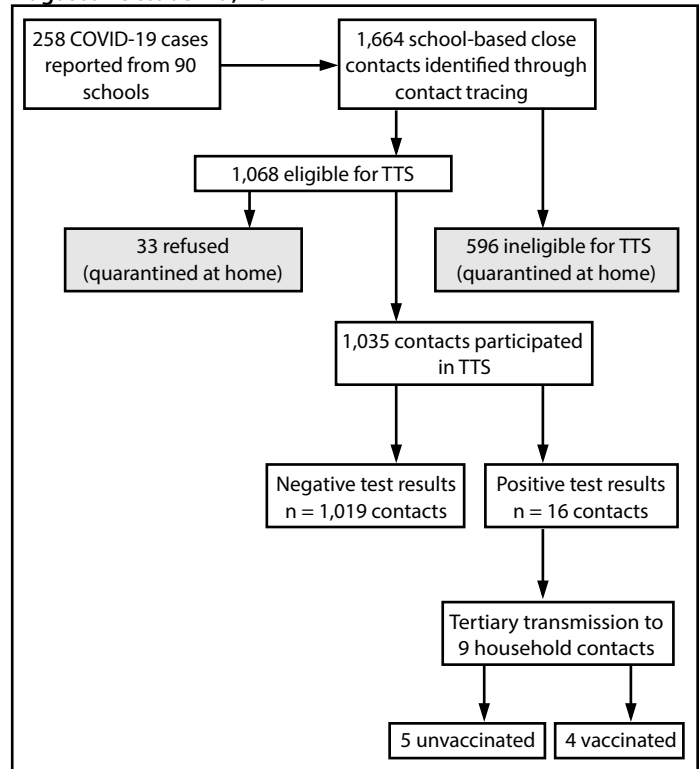 258 COVID-19 cases
reported from 90
schools
1,664 school-based close
contacts identified through
contact tracing
1,068 eligible for TTS
33 refused
(quarantined at home)
596 ineligible for TTS
(quarantined at home)
1,035 contacts participated
in TTS
Negative test results
n = 1,019 contacts
Positive test results
n = 16 contacts
Tertiary transmission to
9 household contacts
5 unvaccinated
4 vaccinated